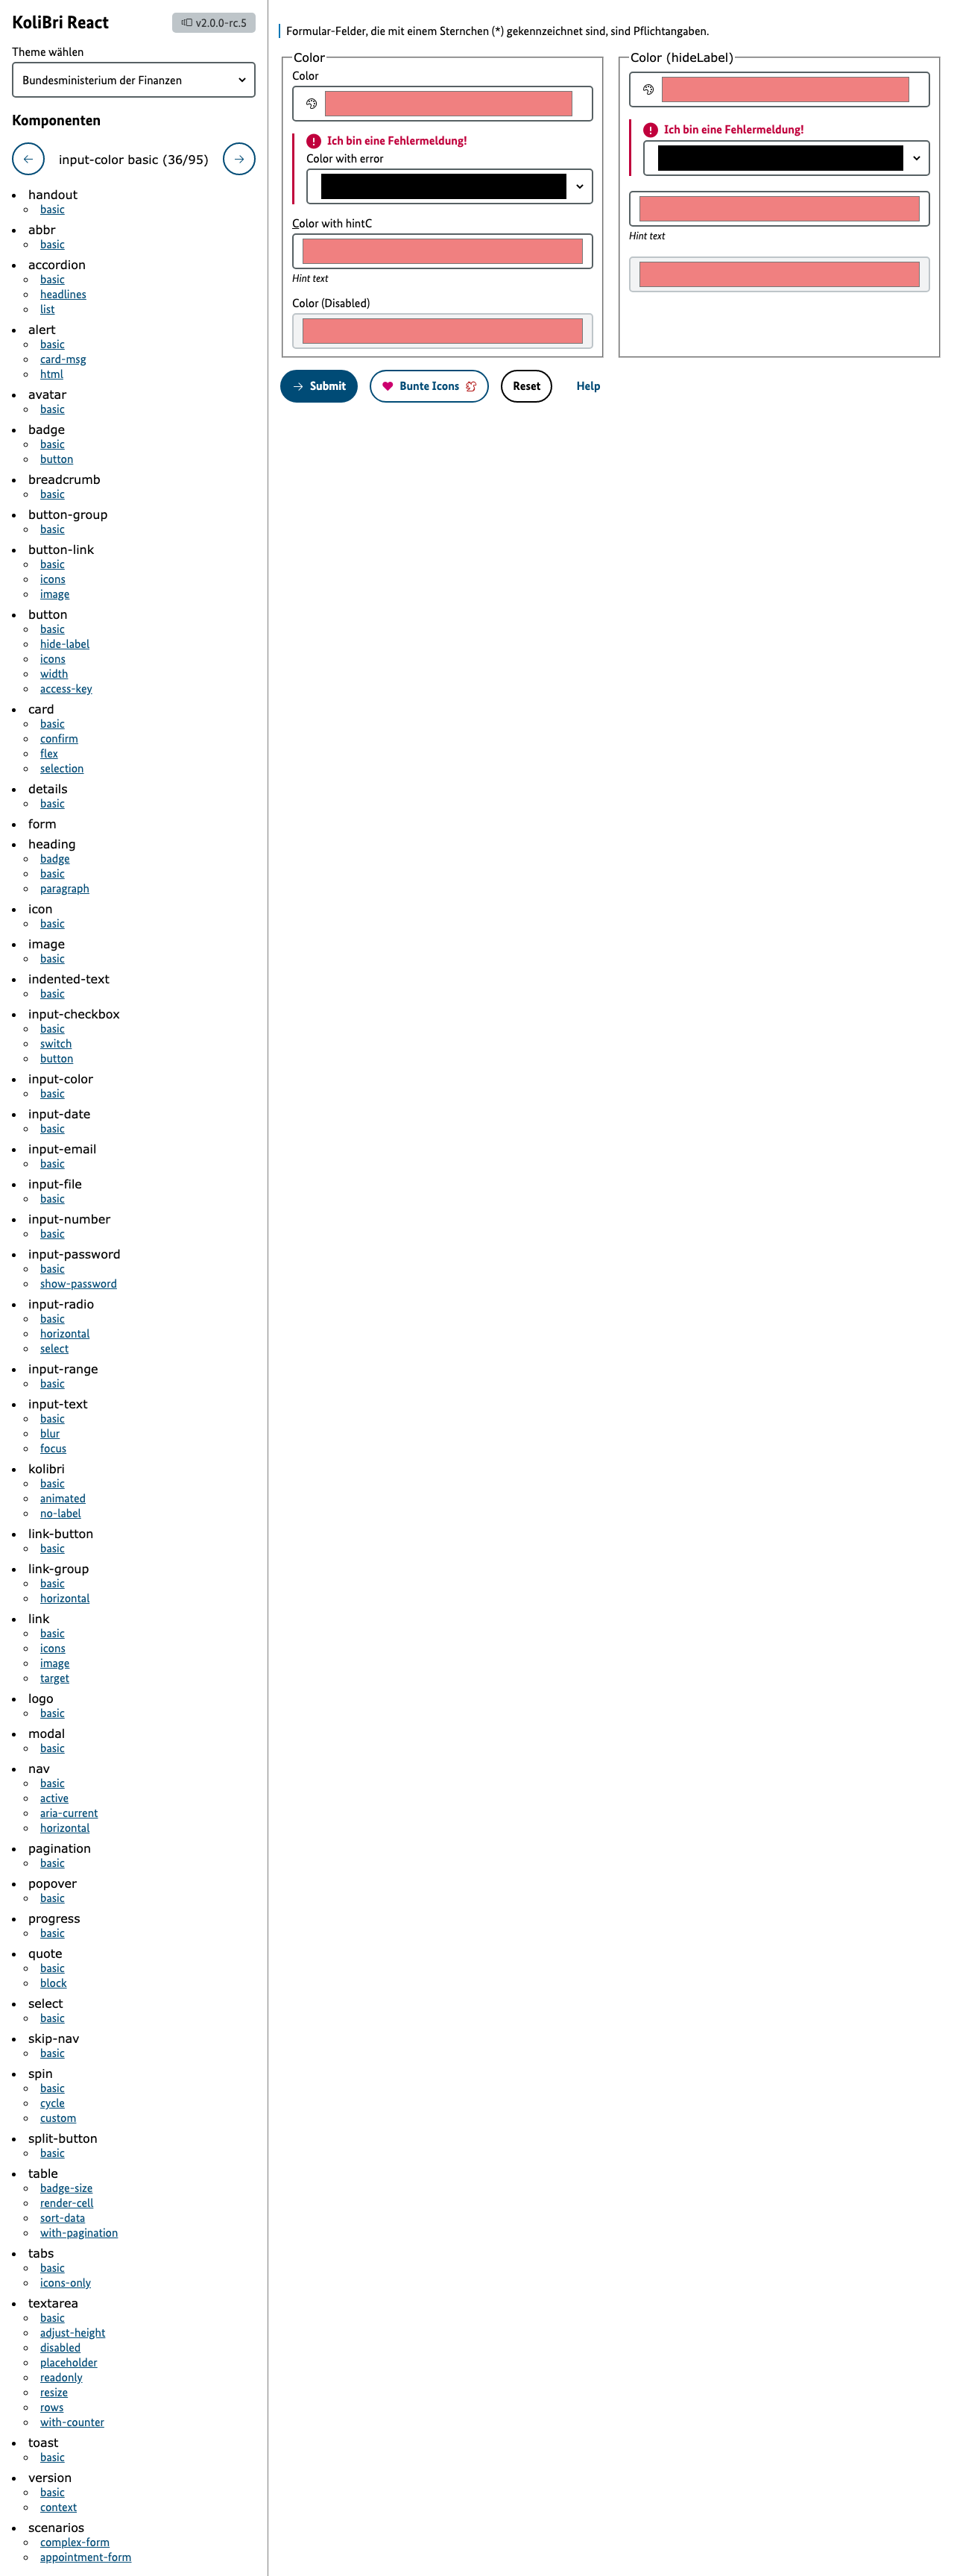 KoliBri React
v2.0.0-rc.5
Theme wählen
Bundesministerium der Finanzen
Komponenten
input-color basic (36/95)
handout
basic
abbr
basic
accordion
basic
headlines
list
alert
basic
card-msg
html
avatar
basic
badge
basic
button
breadcrumb
basic
button-group
basic
button-link
basic
icons
image
button
basic
hide-label
icons
width
access-key
card
basic
confirm
flex
selection
details
basic
form
heading
badge
basic
paragraph
icon
basic
image
basic
indented-text
basic
input-checkbox
basic
switch
button
input-color
basic
input-date
basic
input-email
basic
input-file
basic
input-number
basic
input-password
basic
show-password
input-radio
basic
horizontal
select
input-range
basic
input-text
basic
blur
focus
kolibri
basic
animated
no-label
link-button
basic
link-group
basic
horizontal
link
basic
icons
image
target
logo
basic
modal
basic
nav
basic
active
aria-current
horizontal
pagination
basic
popover
basic
progress
basic
quote
basic
block
select
basic
skip-nav
basic
spin
basic
cycle
custom
split-button
basic
table
badge-size
render-cell
sort-data
with-pagination
tabs
basic
icons-only
textarea
basic
adjust-height
disabled
placeholder
readonly
resize
rows
with-counter
toast
basic
version
basic
context
scenarios
complex-form
appointment-form
Formular-Felder, die mit einem Sternchen (*) gekennzeichnet sind, sind Pflichtangaben.
Color
Color
Ich bin eine Fehlermeldung!
Color with error
Color with hintC
Hint text
Color (Disabled)
Color (hideLabel)
Ich bin eine Fehlermeldung!
Hint text
Submit
Bunte Icons
Reset
Help